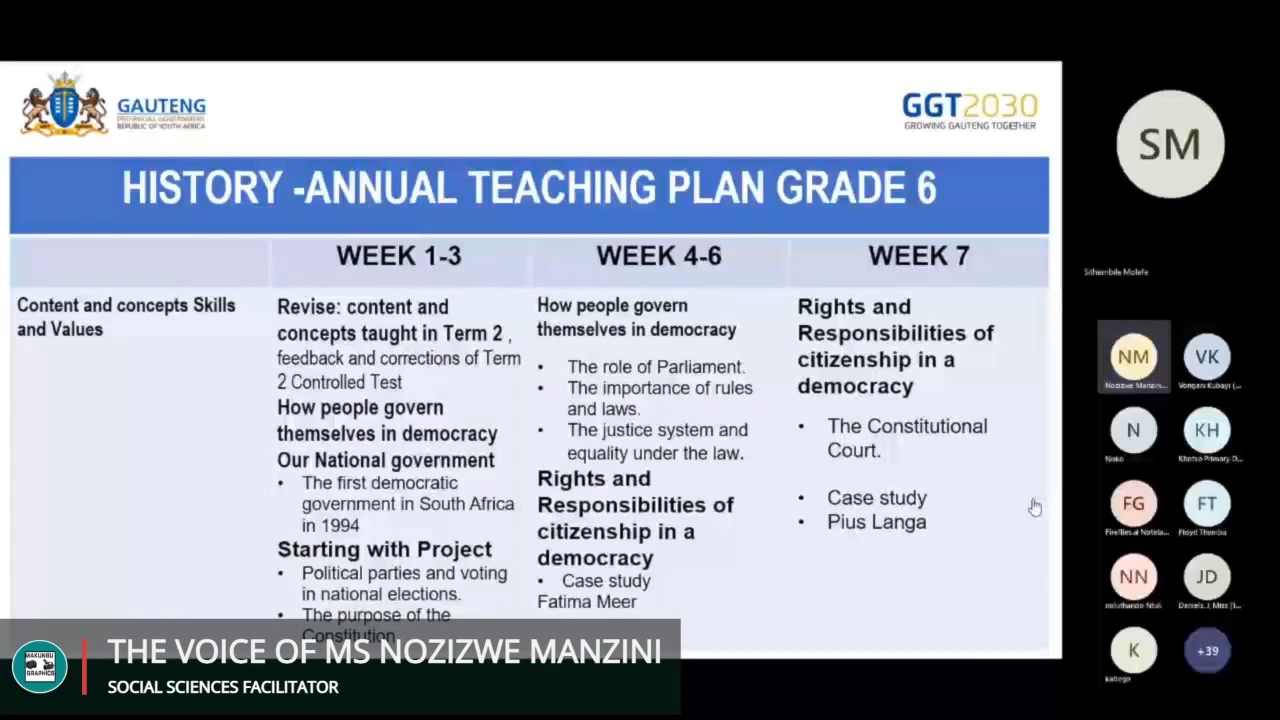 GAUTENG
PROVINCIAL GOVERNMENT
REPUBLIC OF SOUTH AFRICA
GGT2030
GROWING GAUTENG TOGETHER
HISTORY -ANNUAL TEACHING PLAN GRADE 6
WEEK 1-3
WEEK 4-6
WEEK 7
Content and concepts Skills
and Values
Revise: content and
concepts taught in Term 2 ,
feedback and corrections of Term
2 Controlled Test
How people govern
themselves in democracy
Our National government
• The first democratic
government in South Africa
in 1994
Starting with Project
• Political parties and voting
in national elections.
• The purpose of the
Constitution
How people govern
themselves in democracy
• The role of Parliament.
• The importance of rules
and laws.
• The justice system and
equality under the law.
Rights and
Responsibilities of
citizenship in a
democracy
• Case study
Fatima Meer
Rights and
Responsibilities of
citizenship in a
democracy
• The Constitutional
Court.
• Case study
• Pius Langa
SM
Sithembile Molefe
NM
Nozizwe Manzini...
VK
Vongani Kubayi (...
N
Noko
KH
Khotso Primary D...
FG
Fireflies.ai Noteta...
FT
Floyd Themba
NN
noluthando Ntuli
JD
Daniels. J, Miss (1...
K
katlego
+39
MAKUNGU
GRAPHICS
THE VOICE OF MS NOZIZWE MANZINI
SOCIAL SCIENCES FACILITATOR